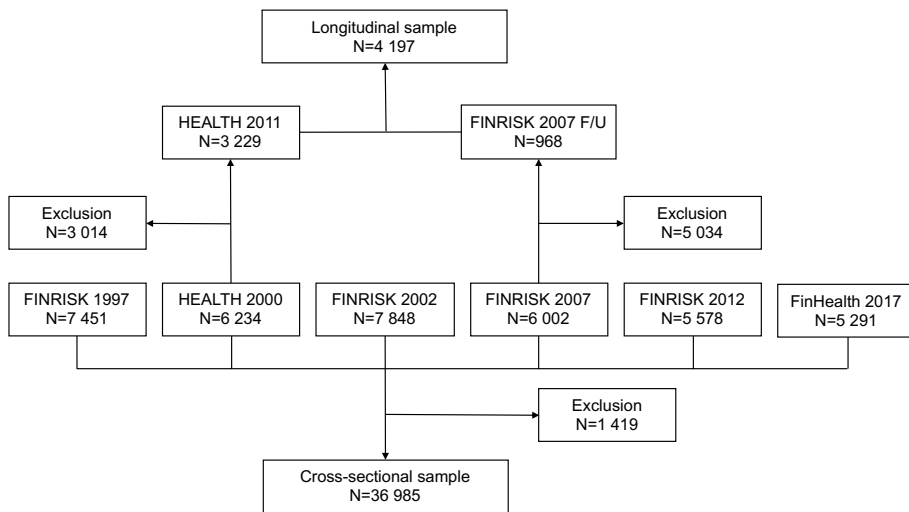 Longitudinal sample
N=4 197
HEALTH 2011
N=3 229
FINRISK 2007 F/U
N=968
Exclusion
N=3 014
Exclusion
N=5 034
FINRISK 1997
N=7 451
HEALTH 2000
N=6 234
FINRISK 2002
N=7 848
FINRISK 2007
N=6 002
FINRISK 2012
N=5 578
FinHealth 2017
N=5 291
Exclusion
N=1 419
Cross-sectional sample
N=36 985